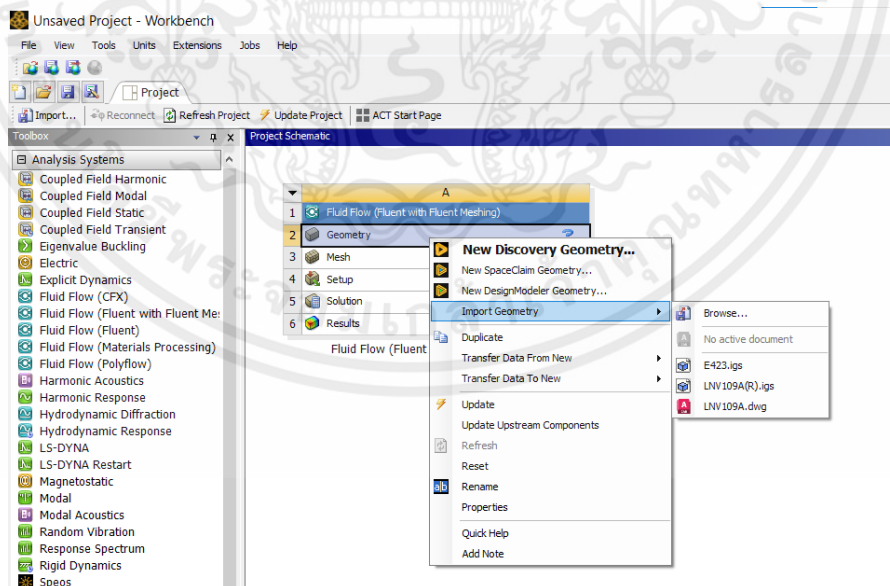 Unsaved Project - Workbench
File View Tools Units Extensions Jobs Help
Project
Import... Reconnect Refresh Project Update Project ACT Start Page
Toolbox
Project Schematic
Analysis Systems
Coupled Field Harmonic
Coupled Field Modal
Coupled Field Static
Coupled Field Transient
Eigenvalue Buckling
Electric
Explicit Dynamics
Fluid Flow (CFX)
Fluid Flow (Fluent with Fluent Me
Fluid Flow (Fluent)
Fluid Flow (Materials Processing)
Fluid Flow (Polyflow)
Harmonic Acoustics
Harmonic Response
Hydrodynamic Diffraction
Hydrodynamic Response
LS-DYNA
LS-DYNA Restart
Magnetostatic
Modal
Modal Acoustics
Random Vibration
Response Spectrum
Rigid Dynamics
Speos
A
1 Fluid Flow (Fluent with Fluent Meshing)
2 Geometry
3 Mesh
4 Setup
5 Solution
6 Results
Fluid Flow (Fluent
New Discovery Geometry...
New SpaceClaim Geometry...
New DesignModeler Geometry...
Import Geometry
Duplicate
Transfer Data From New
Transfer Data To New
Update
Update Upstream Components
Refresh
Reset
Rename
Properties
Quick Help
Add Note
Browse...
No active document
E423.igs
LNV109A(R).igs
LNV109A.dwg